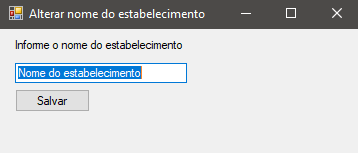 Alterar nome do estabelecimento
Informe o nome do estabelecimento
Nome do estabelecimento
Salvar